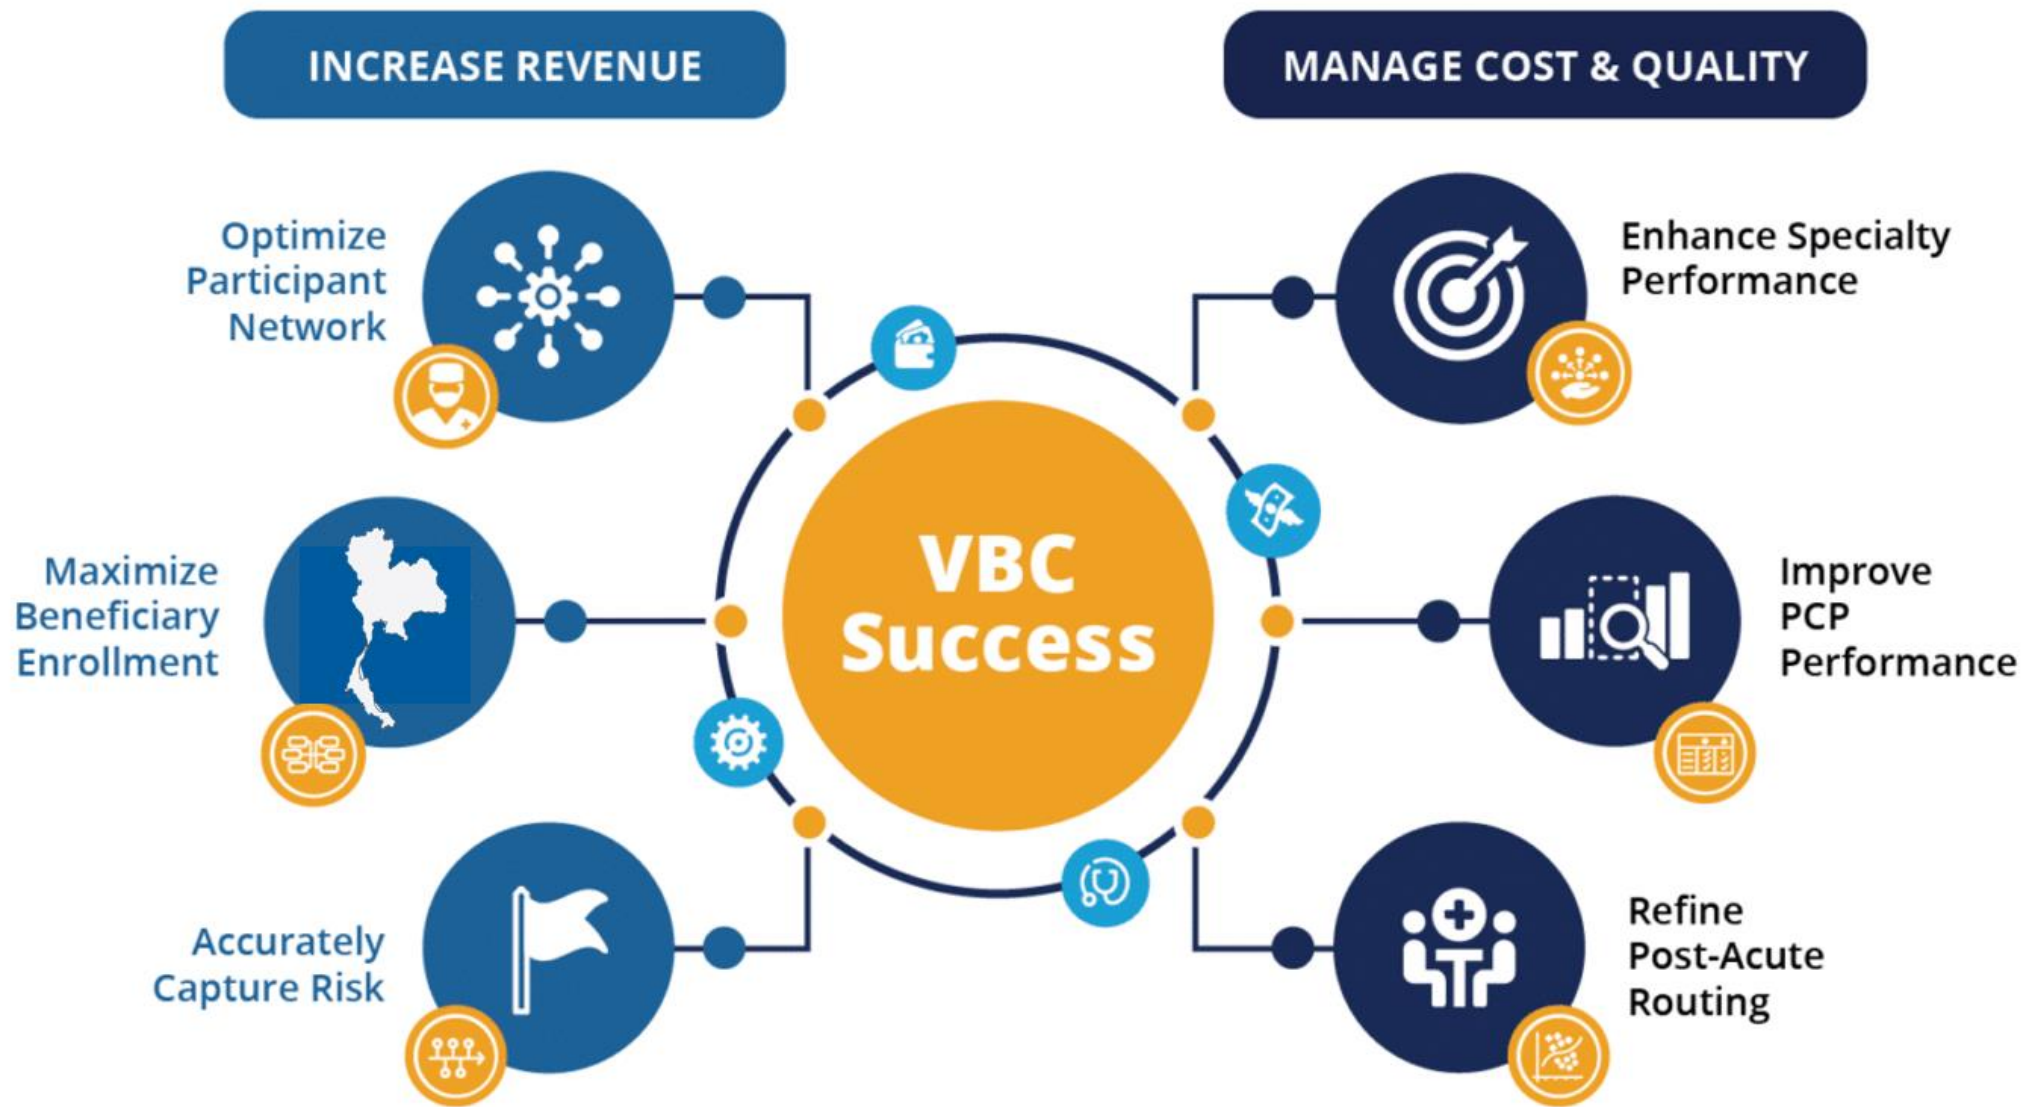 INCREASE REVENUE
MANAGE COST & QUALITY
Optimize
Participant
Network
Enhance Specialty
Performance
Maximize
Beneficiary
Enrollment
VBC
Success
Improve
PCP
Performance
Accurately
Capture Risk
Refine
Post-Acute
Routing